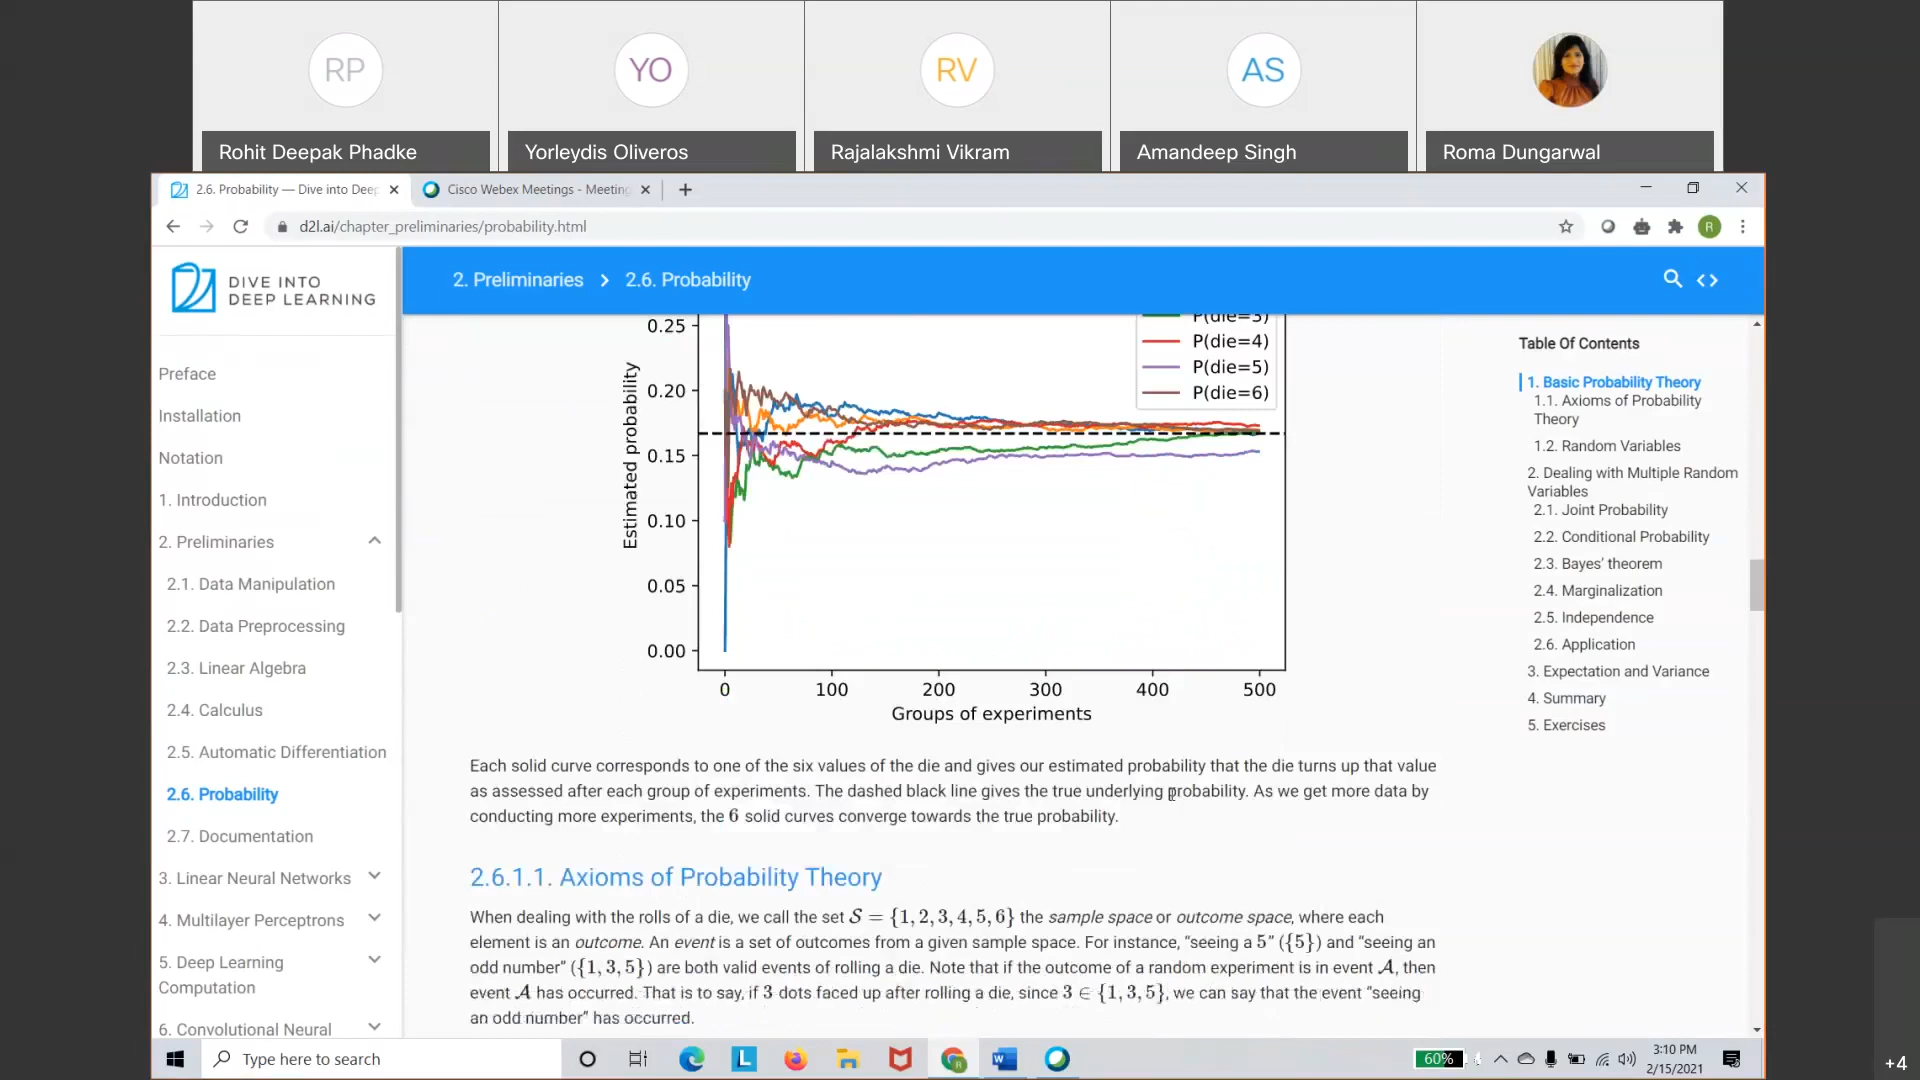 RP
YO
RV
AS
Rohit Deepak Phadke
Yorleydis Oliveros
Rajalakshmi Vikram
Amandeep Singh
Roma Dungarwal
2.6. Probability — Dive into Deep
Cisco Webex Meetings - Meeting
d2l.ai/chapter_preliminaries/probability.html
R
DIVE INTO
DEEP LEARNING
2. Preliminaries
2.6. Probability
Preface
Installation
Notation
1. Introduction
2. Preliminaries
2.1. Data Manipulation
2.2. Data Preprocessing
2.3. Linear Algebra
2.4. Calculus
2.5. Automatic Differentiation
2.6. Probability
2.7. Documentation
3. Linear Neural Networks
4. Multilayer Perceptrons
5. Deep Learning
Computation
6. Convolutional Neural
P(die=3)
P(die=4)
P(die=5)
P(die=6)
0.25
0.20
0.15
0.10
0.05
0.00
Estimated probability
0 100 200 300 400 500
Groups of experiments
Each solid curve corresponds to one of the six values of the die and gives our estimated probability that the die turns up that value
as assessed after each group of experiments. The dashed black line gives the true underlying probability. As we get more data by
conducting more experiments, the 6 solid curves converge towards the true probability.
2.6.1.1. Axioms of Probability Theory
When dealing with the rolls of a die, we call the set S = {1, 2, 3, 4, 5, 6} the sample space or outcome space, where each
element is an outcome. An event is a set of outcomes from a given sample space. For instance, “seeing a 5” ({5}) and “seeing an
odd number” ({1, 3, 5}) are both valid events of rolling a die. Note that if the outcome of a random experiment is in event A, then
event A has occurred. That is to say, if 3 dots faced up after rolling a die, since 3 ∈ {1, 3, 5}, we can say that the event “seeing
an odd number” has occurred.
Table Of Contents
1. Basic Probability Theory
1.1. Axioms of Probability
Theory
1.2. Random Variables
2. Dealing with Multiple Random
Variables
2.1. Joint Probability
2.2. Conditional Probability
2.3. Bayes’ theorem
2.4. Marginalization
2.5. Independence
2.6. Application
3. Expectation and Variance
4. Summary
5. Exercises
Type here to search
60%
3:10 PM
2/15/2021
+4